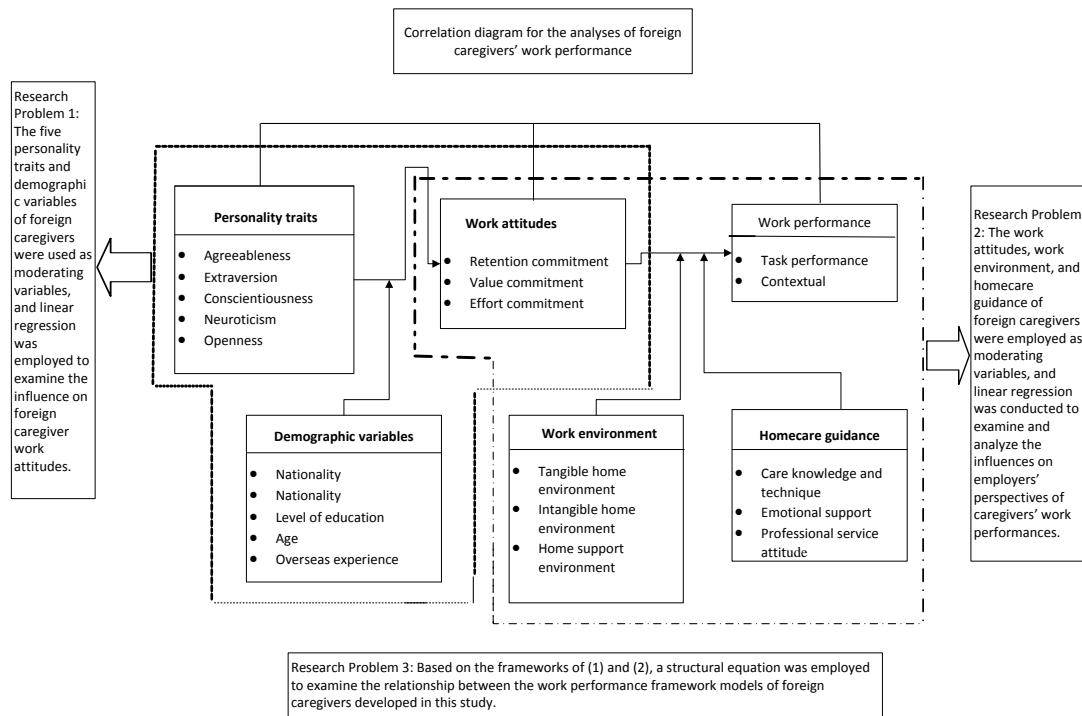 Correlation diagram for the analyses of foreign
caregivers' work performance
Research
Problem 1:
The five
personality
traits and
demographi
c variables
of foreign
caregivers
were used as
moderating
variables,
and linear
regression
was
employed to
examine the
influence on
foreign
caregiver
work
attitudes.
Personality traits
● Agreeableness
● Extraversion
● Conscientiousness
● Neuroticism
● Openness
Work attitudes
● Retention commitment
● Value commitment
● Effort commitment
Work performance
● Task performance
● Contextual
Research Problem
2: The work
attitudes, work
environment, and
homecare
guidance of
foreign caregivers
were employed as
moderating
variables, and
linear regression
was conducted to
examine and
analyze the
influences on
employers'
perspectives of
caregivers' work
performances.
Demographic variables
● Nationality
● Nationality
● Level of education
● Age
● Overseas experience
Work environment
● Tangible home
environment
● Intangible home
environment
● Home support
environment
Homecare guidance
● Care knowledge and
technique
● Emotional support
● Professional service
attitude
Research Problem 3: Based on the frameworks of (1) and (2), a structural equation was employed
to examine the relationship between the work performance framework models of foreign
caregivers developed in this study.